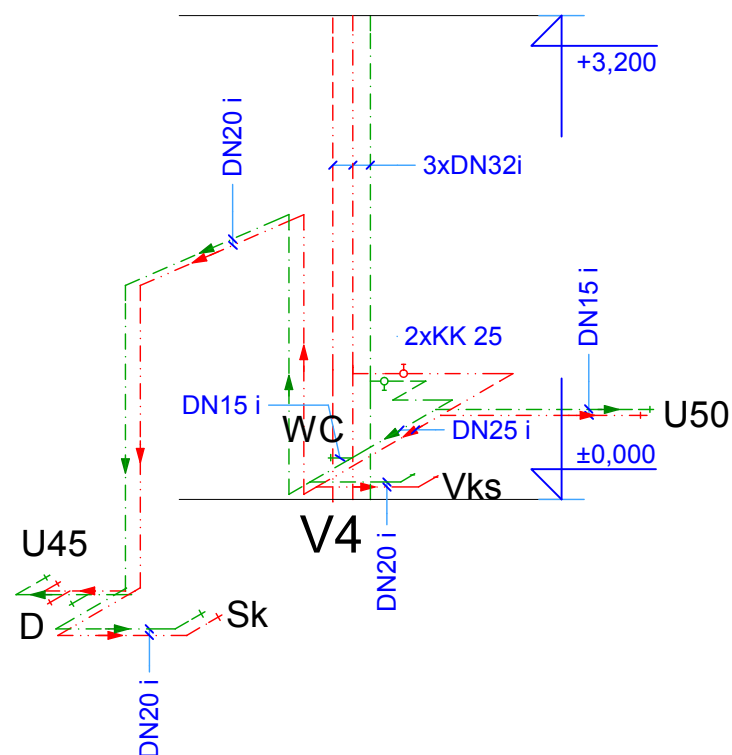 +3,200
DN20 i
3xDN32i
DN15 i
2xKK 25
DN15 i
WC
U50
DN25 i
±0,000
Vks
V4
U45
DN20 i
D
Sk
DN20 i